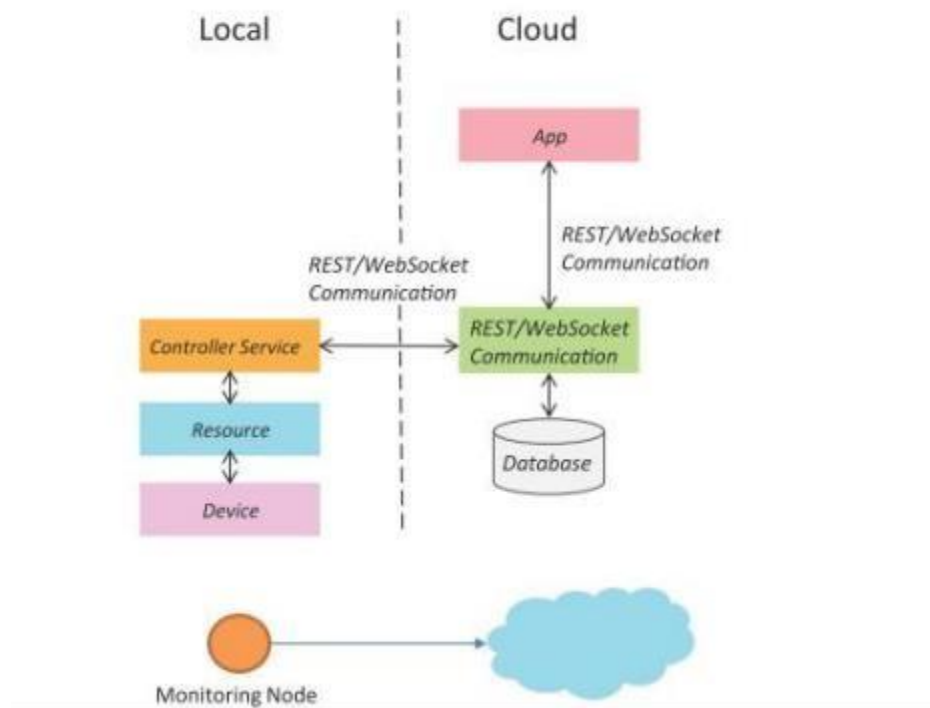 Local
Cloud
App
REST/WebSocket
Communication
REST/WebSocket
Communication
Controller Service
REST/WebSocket
Communication
Resource
Database
Device
Monitoring Node